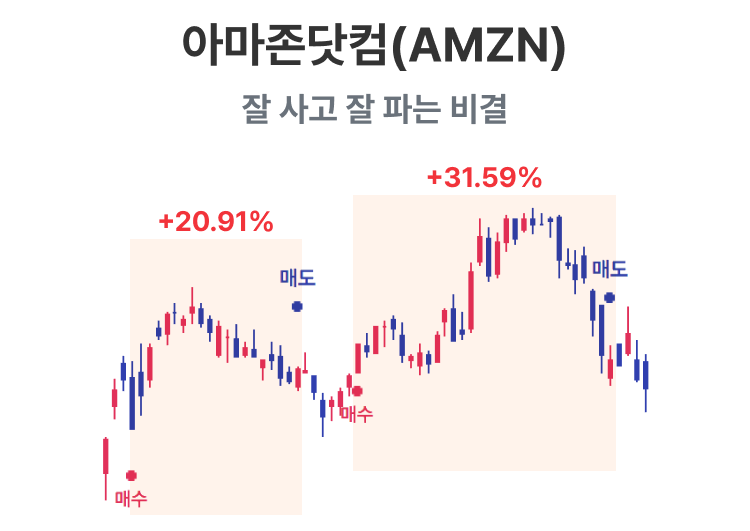 아마존닷컴(AMZN)
잘 사고 잘 파는 비결
+31.59%
+20.91%
매도
매도
매수
매수